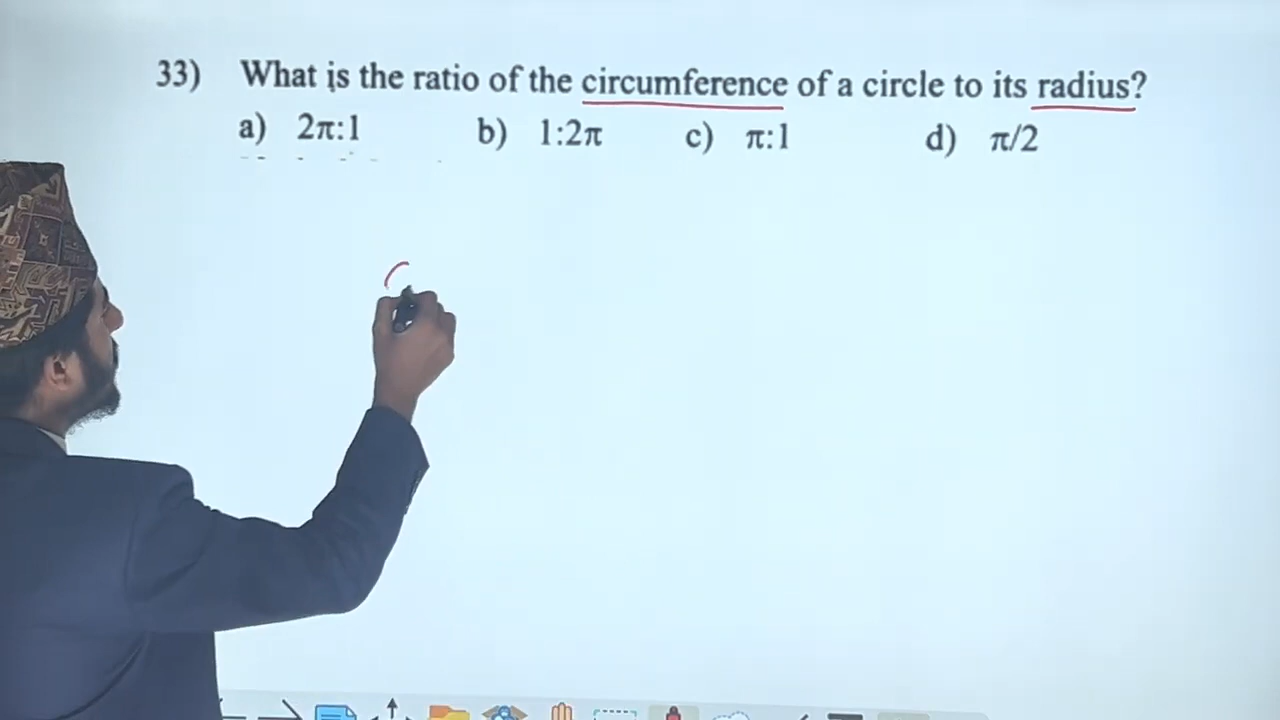 33) What is the ratio of the circumference of a circle to its radius?
a) 2π:1 b) 1:2π c) π:1 d) π/2